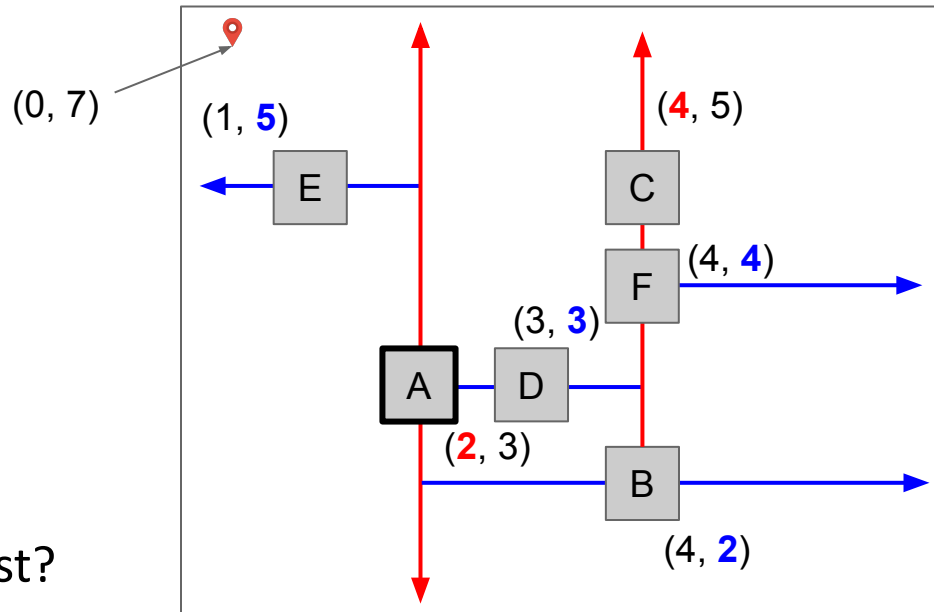 (0, 7)
(1, 5)
(4, 5)
E
C
F
(4, 4)
(3, 3)
A
D
(2, 3)
B
(4, 2)
st?